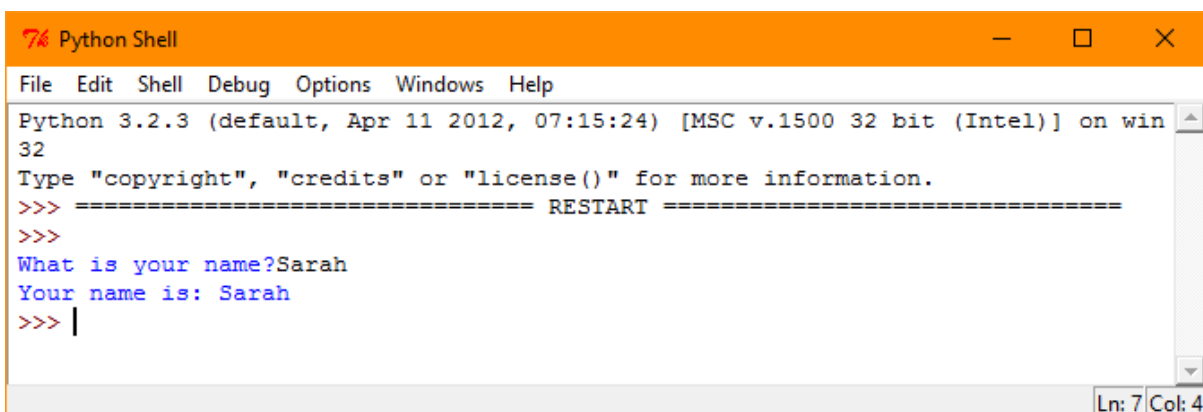 Python Shell
File Edit Shell Debug Options Windows Help
Python 3.2.3 (default, Apr 11 2012, 07:15:24) [MSC v.1500 32 bit (Intel)] on win
32
Type "copyright", "credits" or "license()" for more information.
>>> ================================ RESTART ================================
>>>
What is your name?Sarah
Your name is: Sarah
>>>
Ln: 7 Col: 4